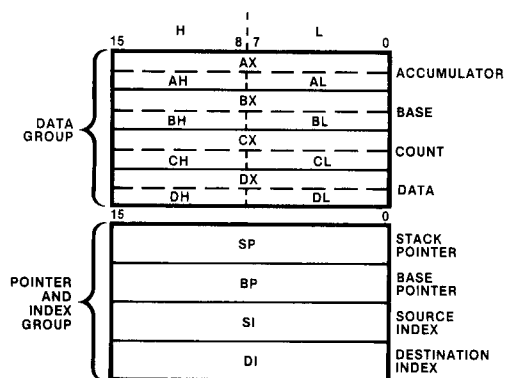 H L
15 8 7 0
AX
AH AL ACCUMULATOR
BX
BH BL BASE
DATA
GROUP
CX
CH CL COUNT
DX
DH DL DATA
15 0
SP STACK
POINTER
BP BASE
POINTER
POINTER
AND
INDEX
GROUP
SI SOURCE
INDEX
DI DESTINATION
INDEX